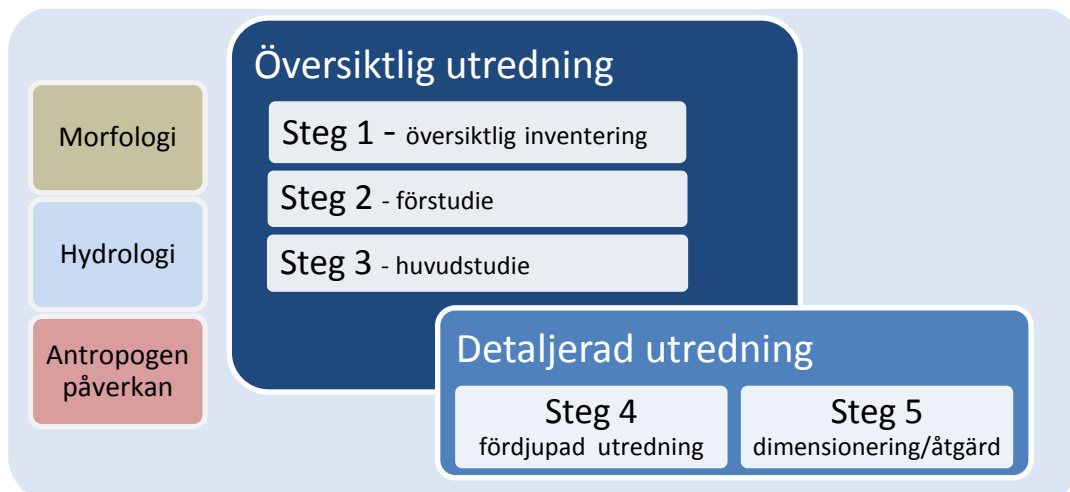 Morfologi
Hydrologi
Antropogen
påverkan
Översiktlig utredning
Steg 1 - översiktlig inventering
Steg 2 - förstudie
Steg 3 - huvudstudie
Detaljerad utredning
Steg 4
fördjupad utredning
Steg 5
dimensionering/åtgärd